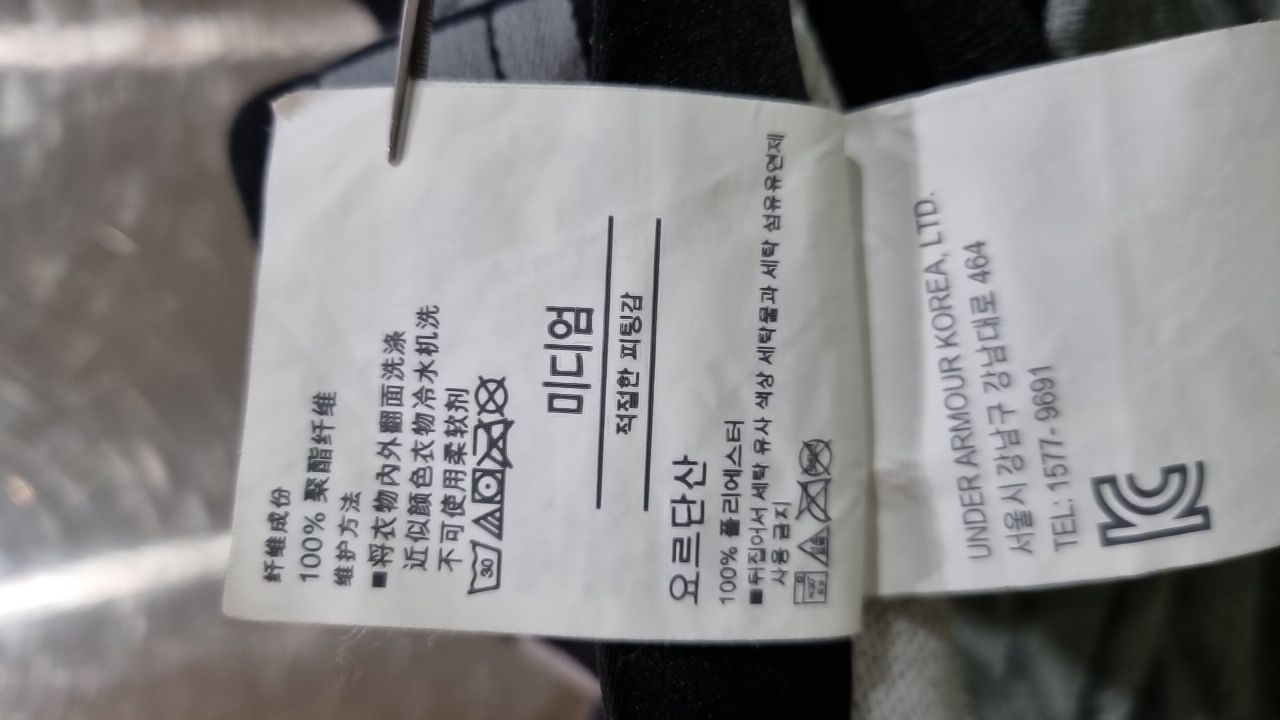 纤维成份
100% 聚酯纤维
维护方法
■将衣物内外翻面洗涤
近似颜色衣物冷水机洗
不可使用柔软剂
30
미디엄
적절한 피팅감
요르단산
100% 폴리에스터
■뒤집어서 세탁 유사 색상 세탁물과 세탁 섬유유연제
사용 금지
UNDER ARMOUR KOREA, LTD.
서울시 강남구 강남대로 464
TEL: 1577-9691
KC